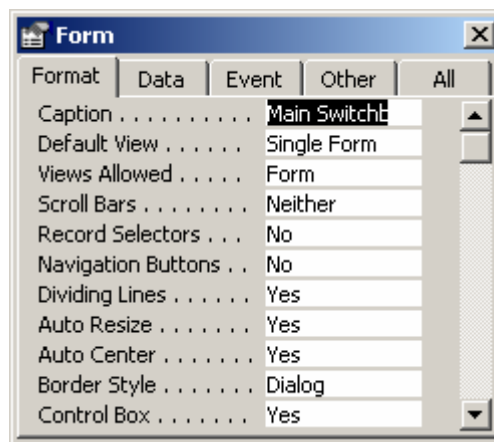 Form
Format Data Event Other All
Caption . . . . . . . . . . Main Switchb
Default View . . . . . . Single Form
Views Allowed . . . . . Form
Scroll Bars . . . . . . . . Neither
Record Selectors . . . No
Navigation Buttons . . No
Dividing Lines . . . . . . Yes
Auto Resize . . . . . . . Yes
Auto Center . . . . . . . Yes
Border Style . . . . . . . Dialog
Control Box . . . . . . . Yes